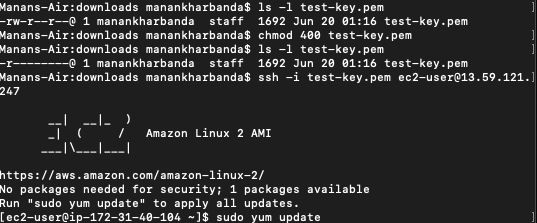 Manans-Air:downloads manankharbanda$ ls -l test-key.pem
-rw-r--r--@ 1 manankharbanda  staff  1692 Jun 20 01:16 test-key.pem
Manans-Air:downloads manankharbanda$ chmod 400 test-key.pem
Manans-Air:downloads manankharbanda$ ls -l test-key.pem
-r--------@ 1 manankharbanda  staff  1692 Jun 20 01:16 test-key.pem
Manans-Air:downloads manankharbanda$ ssh -i test-key.pem ec2-user@13.59.121.
247
       __|  __|_  )
       _|  (     /   Amazon Linux 2 AMI
      ___|\___|___|
https://aws.amazon.com/amazon-linux-2/
No packages needed for security; 1 packages available
Run "sudo yum update" to apply all updates.
[ec2-user@ip-172-31-40-104 ~]$ sudo yum update